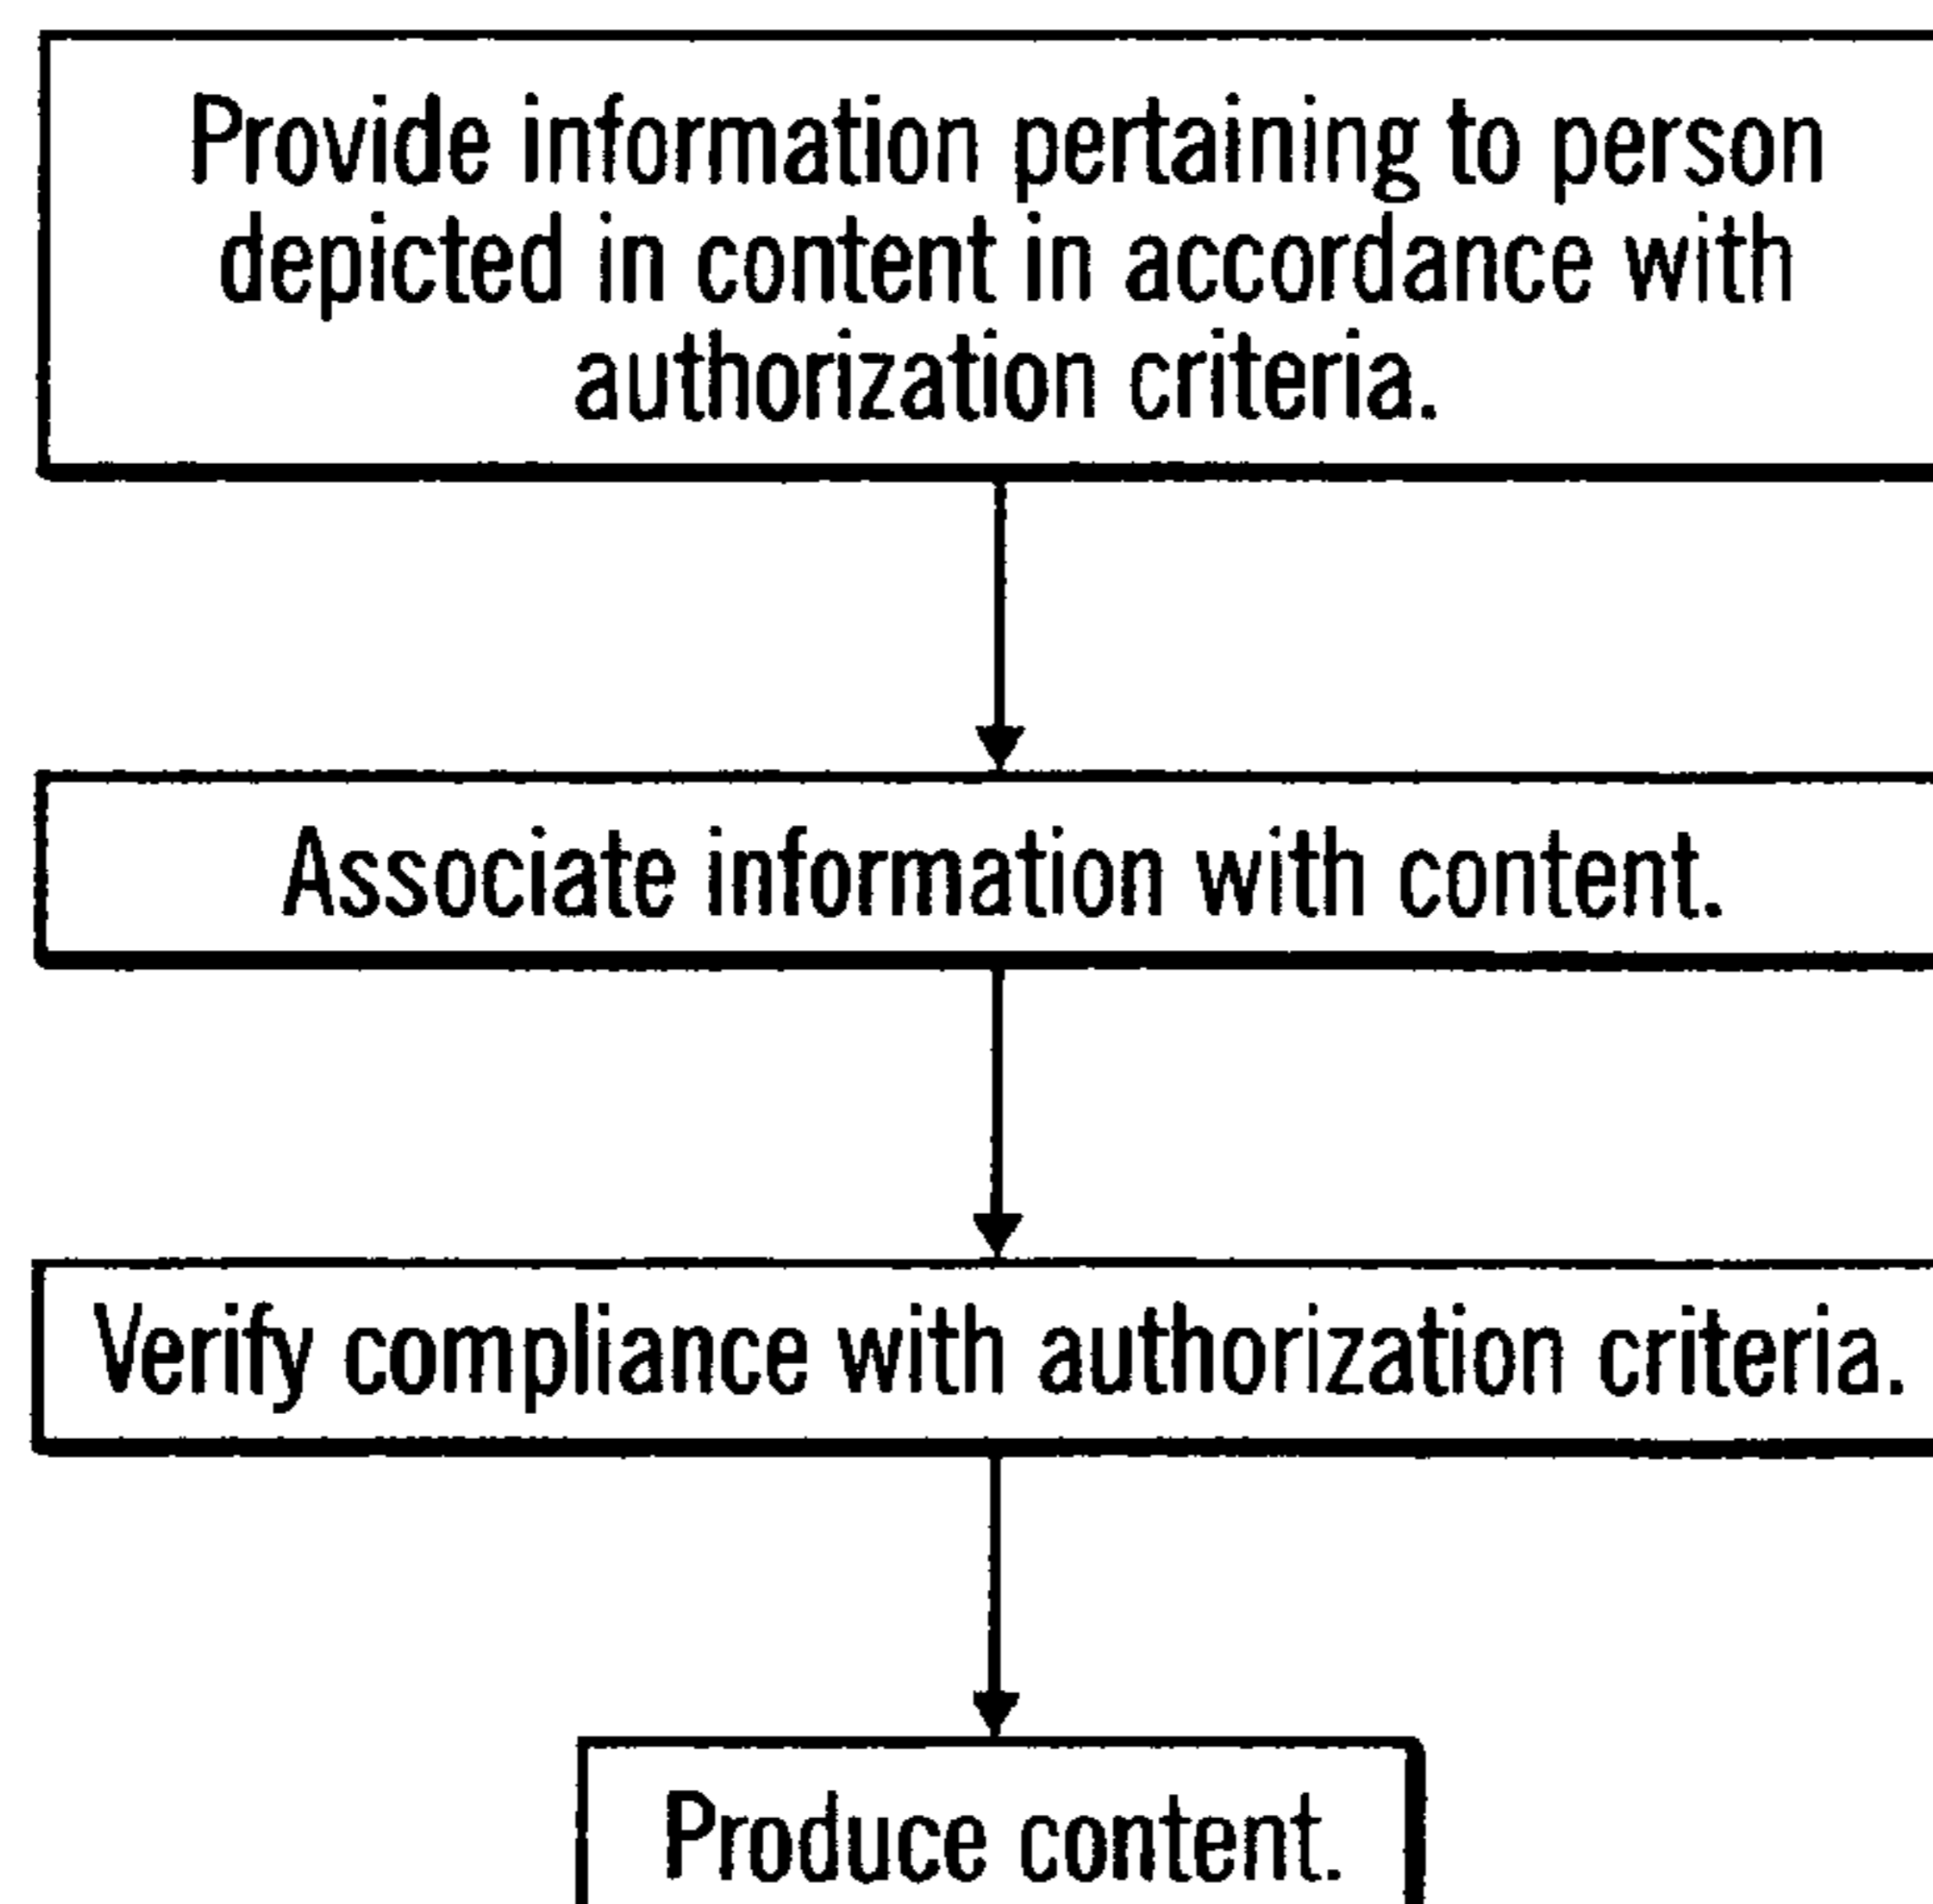 Provide information pertaining to person
depicted in content in accordance with
authorization criteria.
Associate information with content.
Verify compliance with authorization criteria.
Produce content.